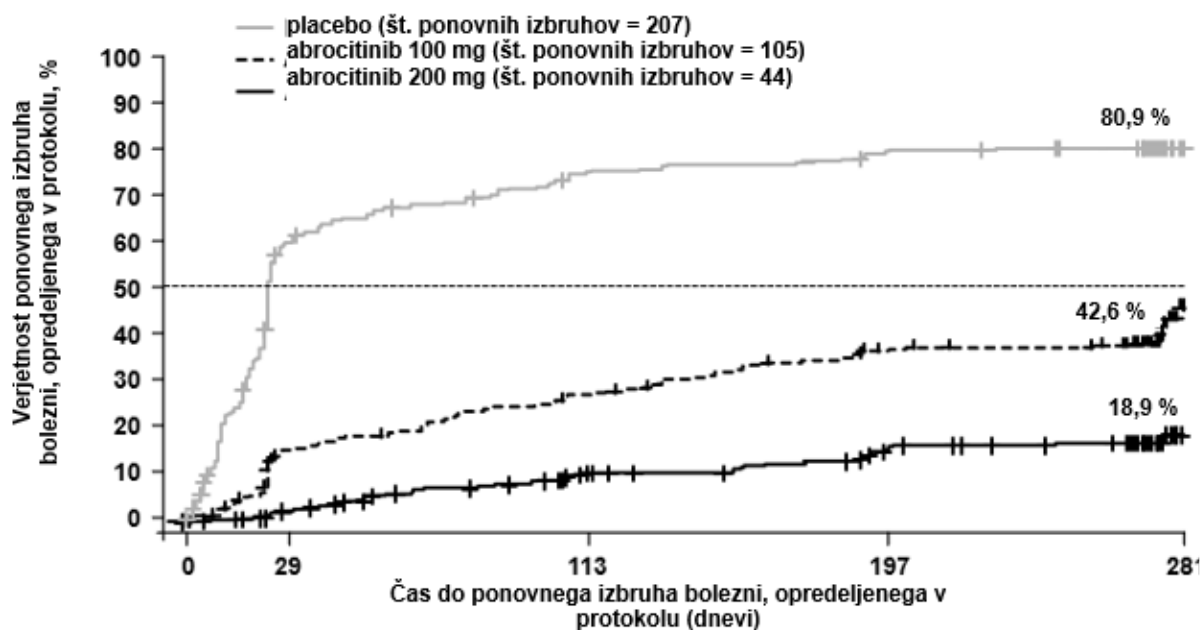 placebo (št. ponovnih izbruhov = 207)
abrocitinib 100 mg (št. ponovnih izbruhov = 105)
abrocitinib 200 mg (št. ponovnih izbruhov = 44)
Verjetnost ponovnega izbruha
bolezni, opredeljenega v protokolu, %
100
90
80
70
60
50
40
30
20
10
0
80,9 %
42,6 %
18,9 %
0
29
113
197
281
Čas do ponovnega izbruha bolezni, opredeljenega v
protokolu (dnevi)